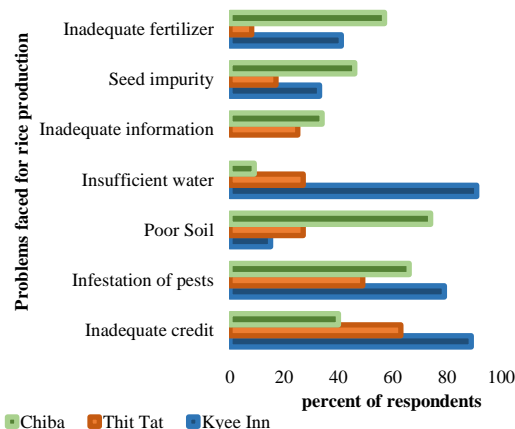 Problems faced for rice production
Inadequate fertilizer
Seed impurity
Inadequate information
Insufficient water
Poor Soil
Infestation of pests
Inadequate credit
0 20 40 60 80 100
percent of respondents
Chiba Thit Tat Kyee Inn